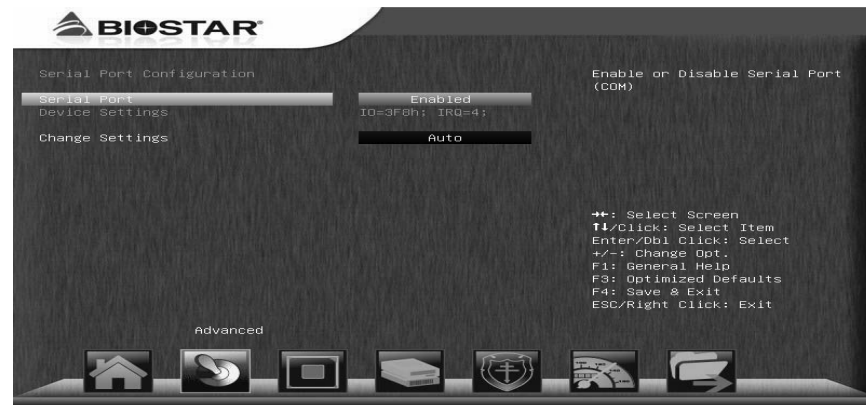 BIOSTAR®
Serial Port Configuration
Serial Port Enabled
Device Settings IO=3F8h; IRQ=4;
Change Settings Auto
Enable or Disable Serial Port
(COM)
→←: Select Screen
↑↓/Click: Select Item
Enter/Dbl Click: Select
+/-: Change Opt.
F1: General Help
F3: Optimized Defaults
F4: Save & Exit
ESC/Right Click: Exit
Advanced